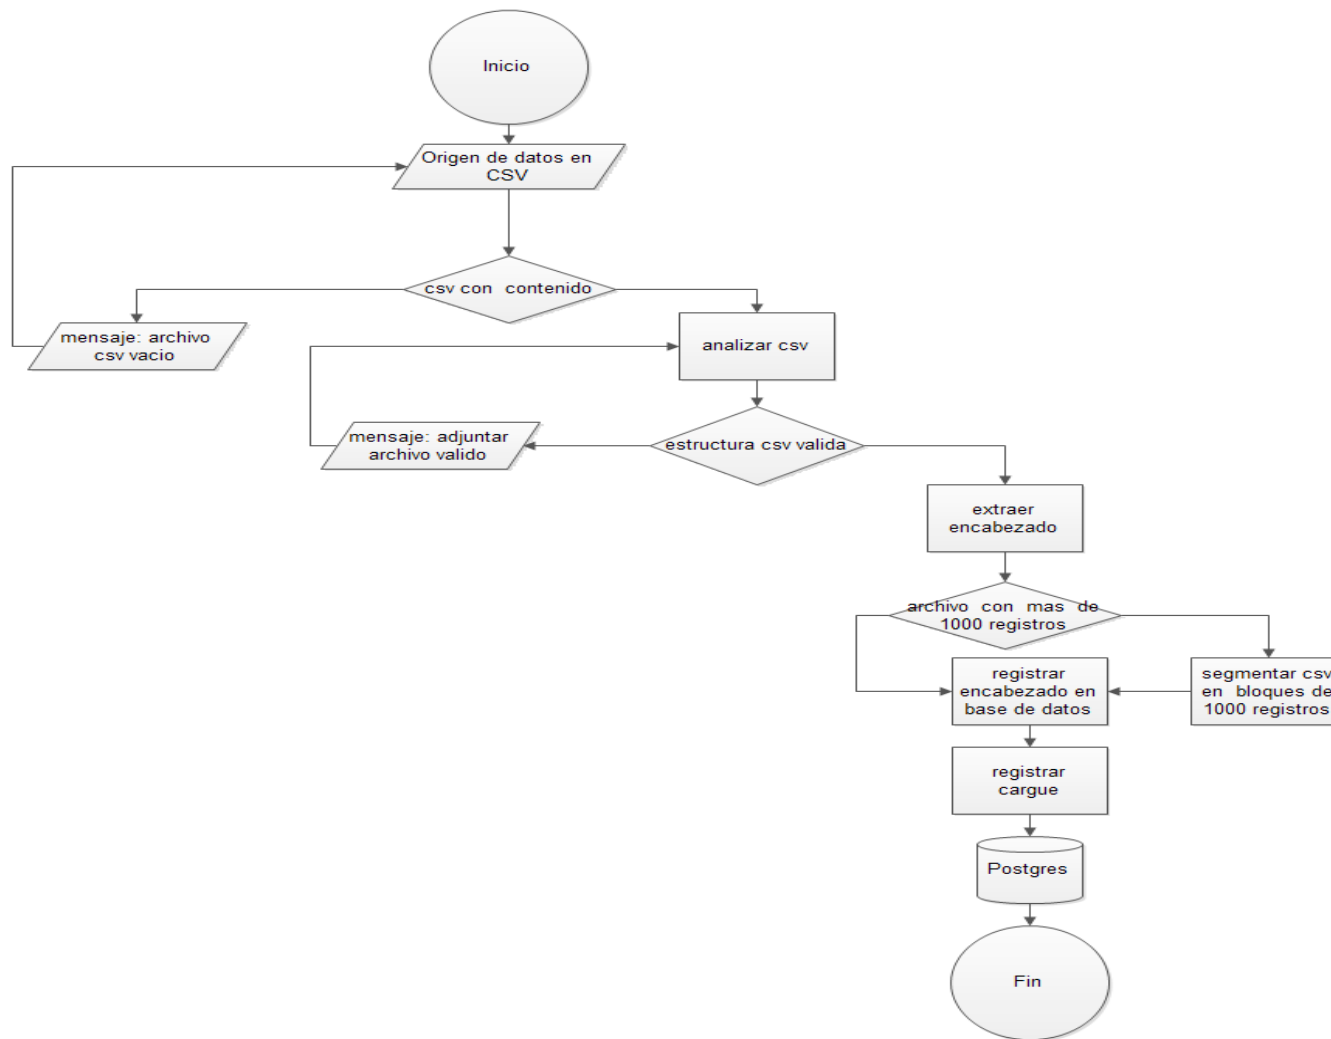 Inicio
Origen de datos en
CSV
csv con contenido
mensaje: archivo
csv vacio
analizar csv
mensaje: adjuntar
archivo valido
estructura csv valida
extraer
encabezado
archivo con mas de
1000 registros
registrar
encabezado en
base de datos
segmentar csv
en bloques de
1000 registros
registrar
cargue
Postgres
Fin